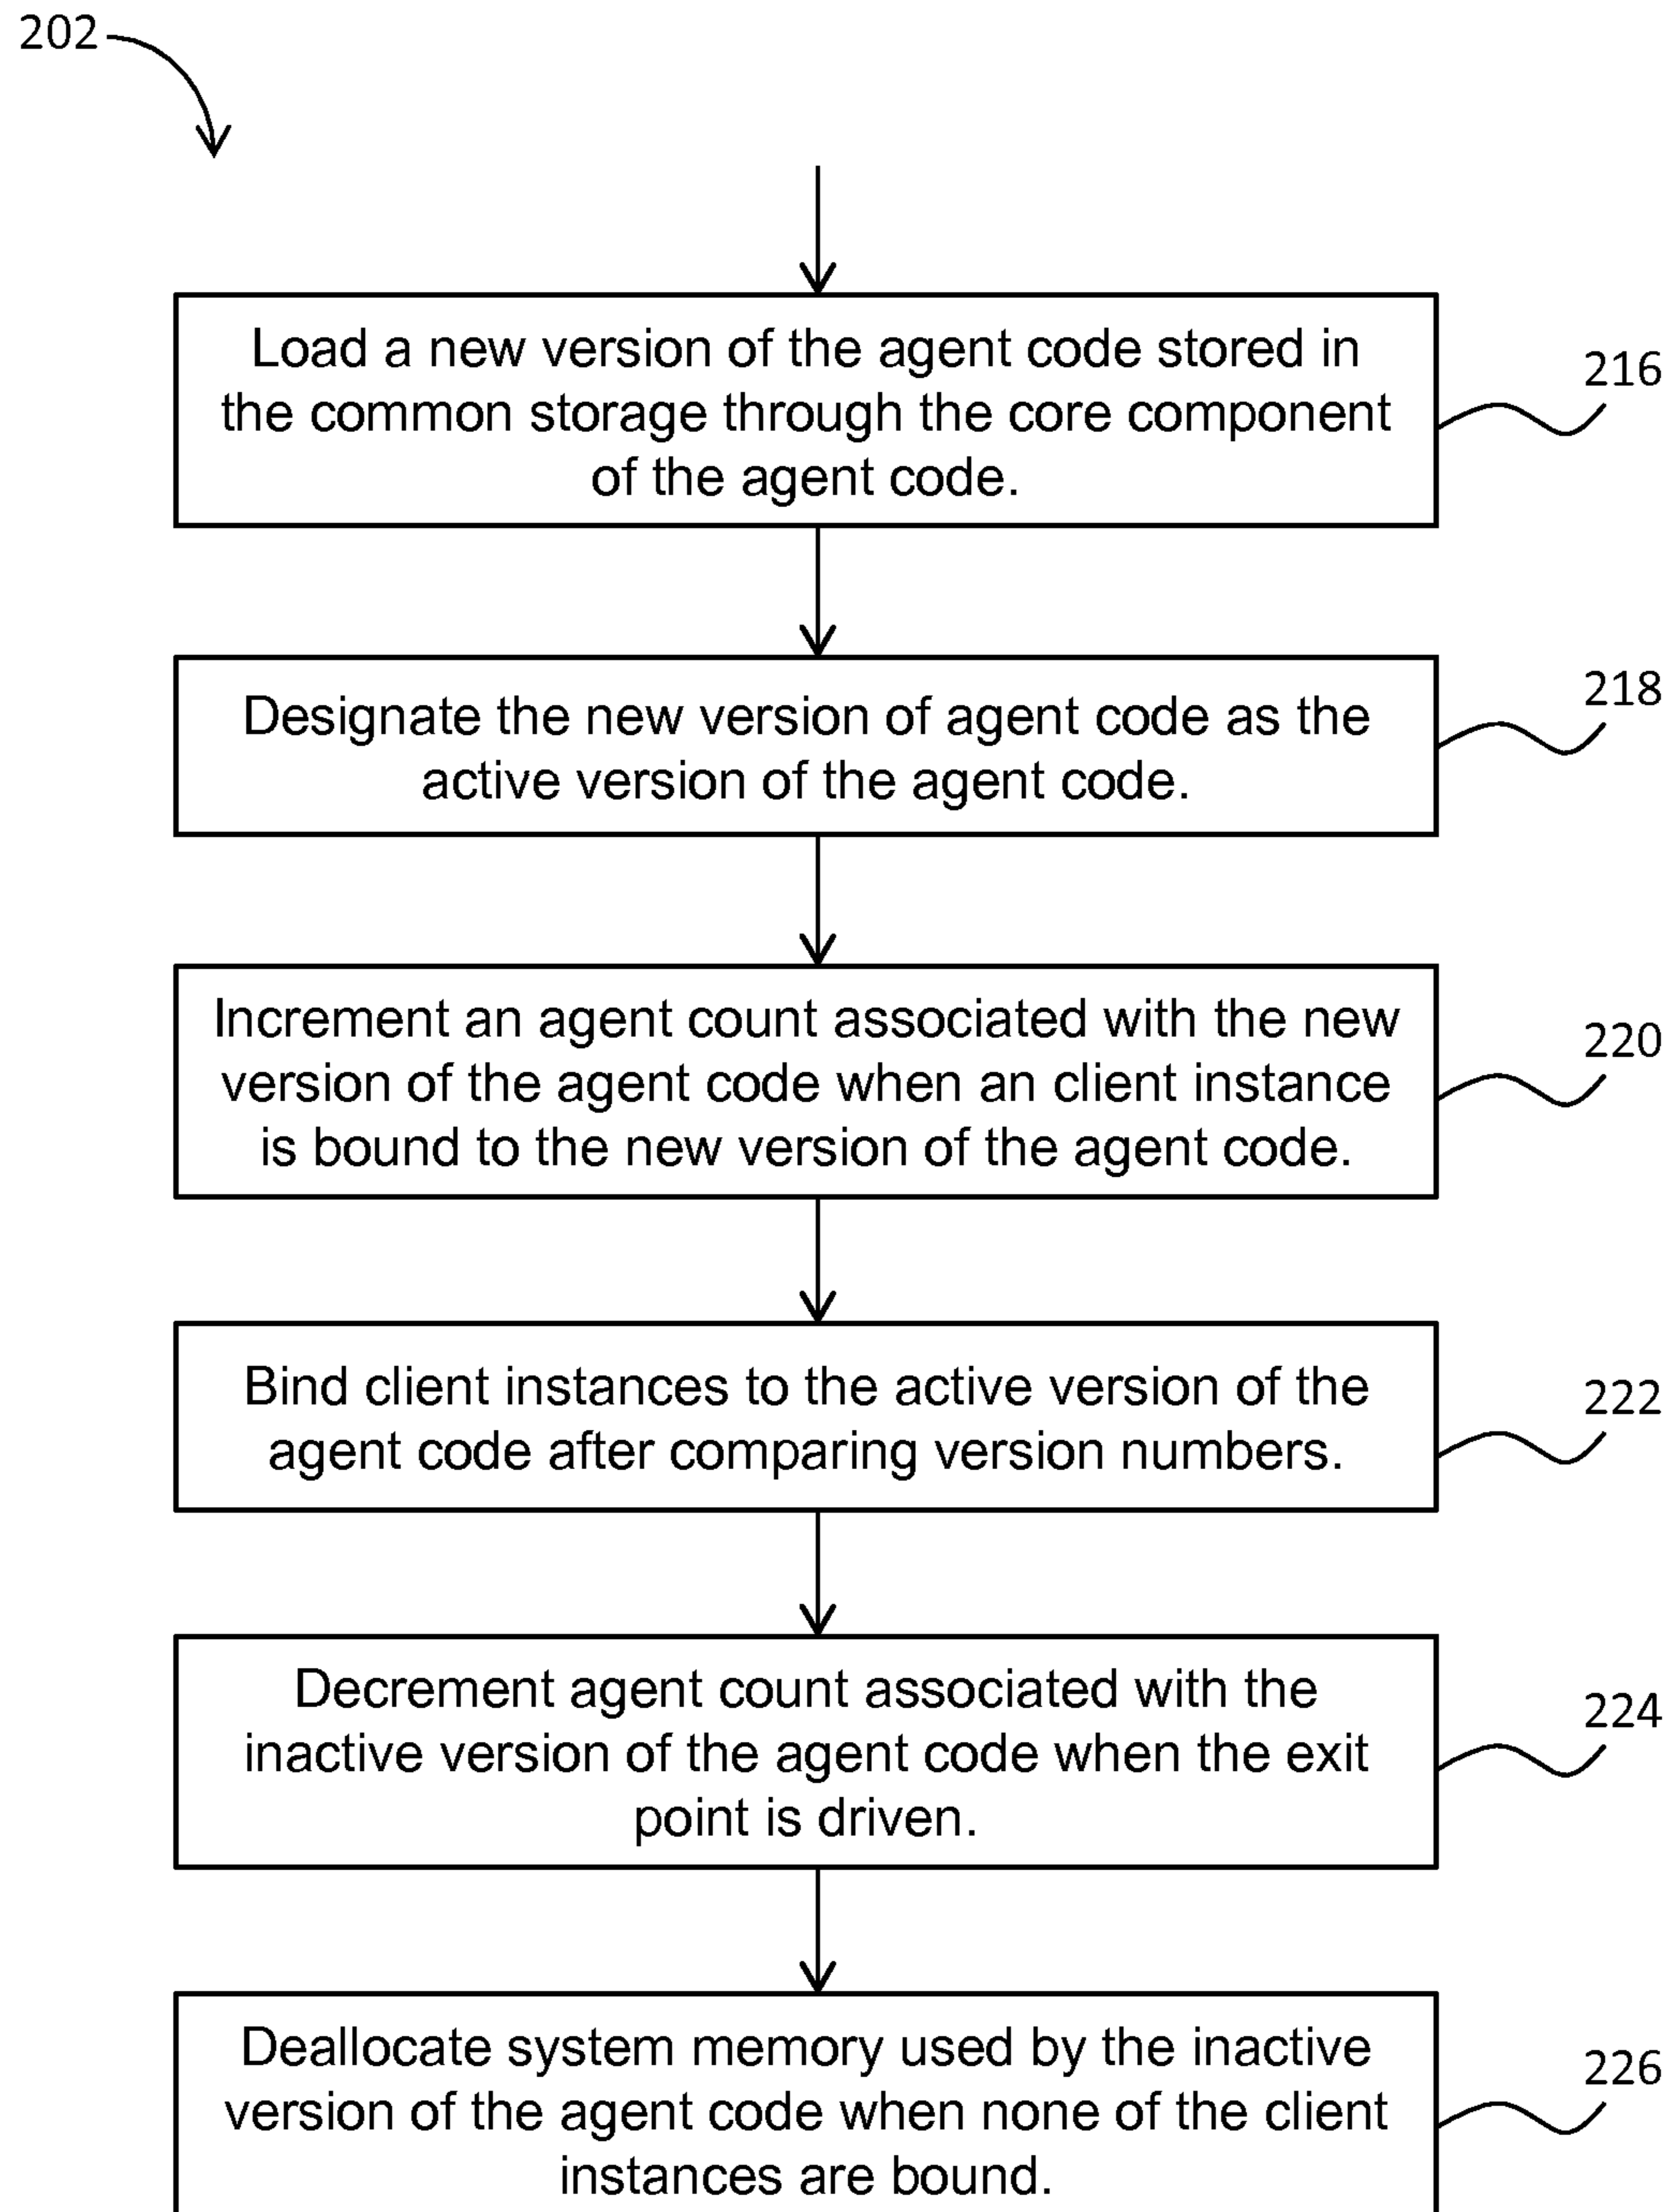 202
Load a new version of the agent code stored in
the common storage through the core component
of the agent code.
216
Designate the new version of agent code as the
active version of the agent code.
218
Increment an agent count associated with the new
version of the agent code when an client instance
is bound to the new version of the agent code.
220
Bind client instances to the active version of the
agent code after comparing version numbers.
222
Decrement agent count associated with the
inactive version of the agent code when the exit
point is driven.
224
Deallocate system memory used by the inactive
version of the agent code when none of the client
instances are bound.
226